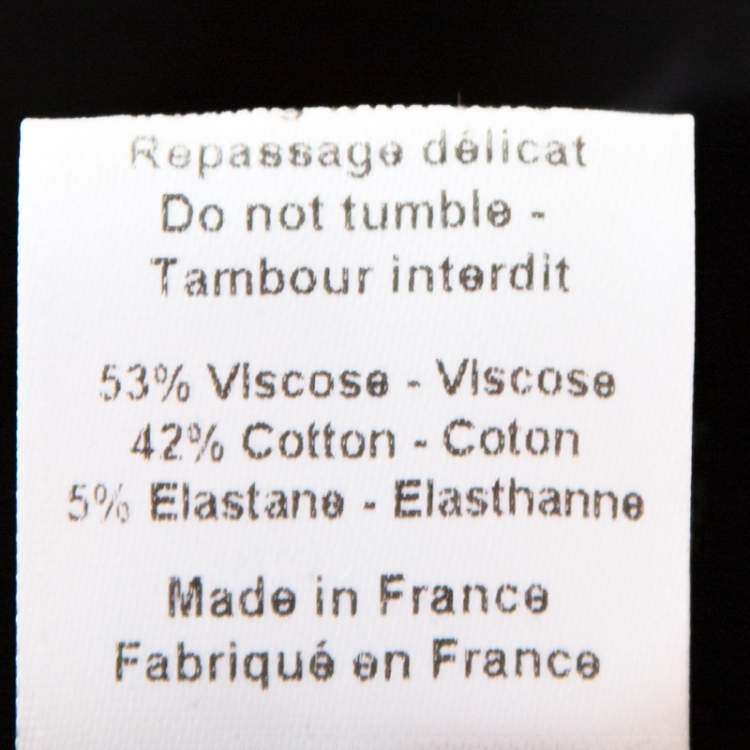 Repassage délicat
Do not tumble -
Tambour interdit
53% Viscose - Viscose
42% Cotton - Coton
5% Elastane - Elasthanne
Made in France
Fabriqué en France